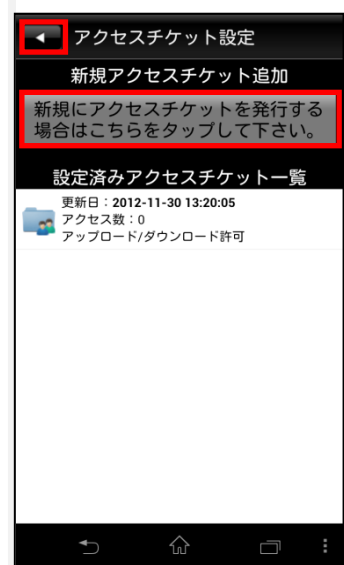 アクセスチケット設定
新規アクセスチケット追加
新規にアクセスチケットを発行する
場合はこちらをタップして下さい。
設定済みアクセスチケット一覧
更新日：2012-11-30 13:20:05
アクセス数：0
アップロード/ダウンロード許可